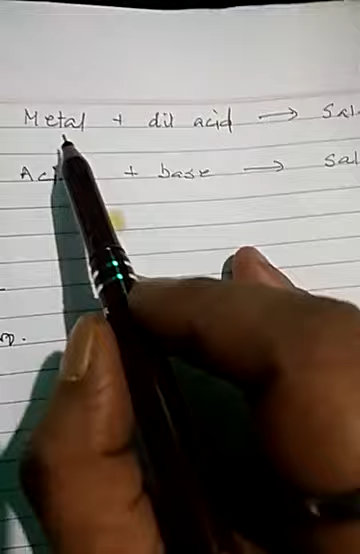 Metal + dil acid → Sal
+ base → Sal